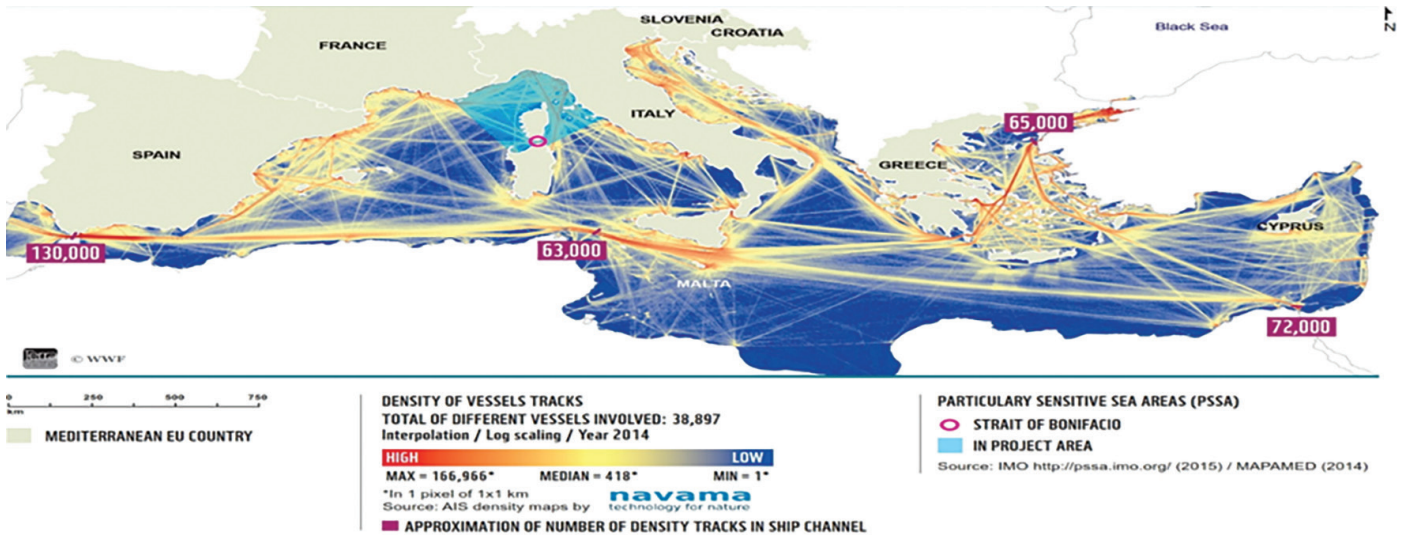 SLOVENIA
CROATIA
FRANCE
Black Sea
N
ITALY
65,000
SPAIN
GREECE
CYPRUS
130,000
63,000
MALTA
72,000
© WWF
0 250 500 750
km
MEDITERRANEAN EU COUNTRY
DENSITY OF VESSELS TRACKS
TOTAL OF DIFFERENT VESSELS INVOLVED: 38,897
Interpolation / Log scaling / Year 2014
HIGH LOW
MAX = 166,966* MEDIAN = 418* MIN = 1*
*In 1 pixel of 1x1 km
Source: AIS density maps by
navama
technology for nature
APPROXIMATION OF NUMBER OF DENSITY TRACKS IN SHIP CHANNEL
PARTICULARY SENSITIVE SEA AREAS (PSSA)
STRAIT OF BONIFACIO
IN PROJECT AREA
Source: IMO http://pssa.imo.org/ (2015) / MAPAMED (2014)